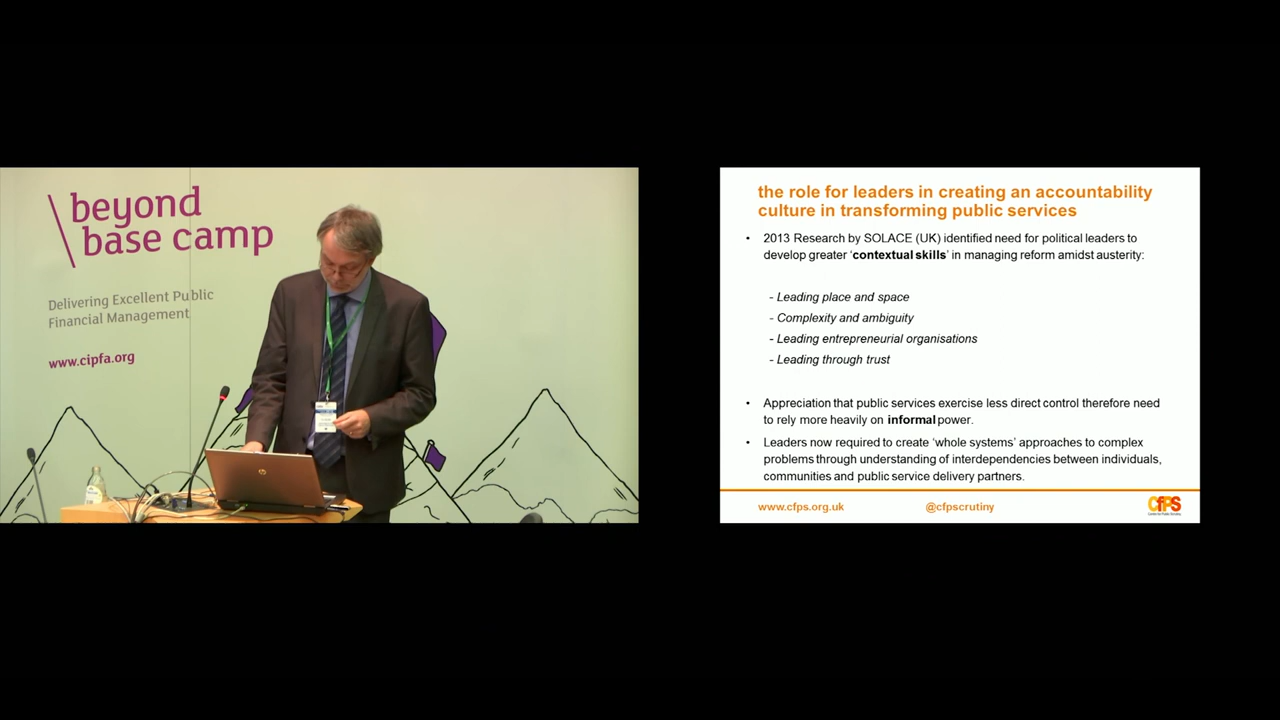 beyond
base camp
Delivering Excellent Public
Financial Management
www.cipfa.org
the role for leaders in creating an accountability
culture in transforming public services
• 2013 Research by SOLACE (UK) identified need for political leaders to
develop greater ‘contextual skills’ in managing reform amidst austerity:
- Leading place and space
- Complexity and ambiguity
- Leading entrepreneurial organisations
- Leading through trust
• Appreciation that public services exercise less direct control therefore need
to rely more heavily on informal power.
• Leaders now required to create ‘whole systems’ approaches to complex
problems through understanding of interdependencies between individuals,
communities and public service delivery partners.
www.cfps.org.uk
@cfpscrutiny
CfPS